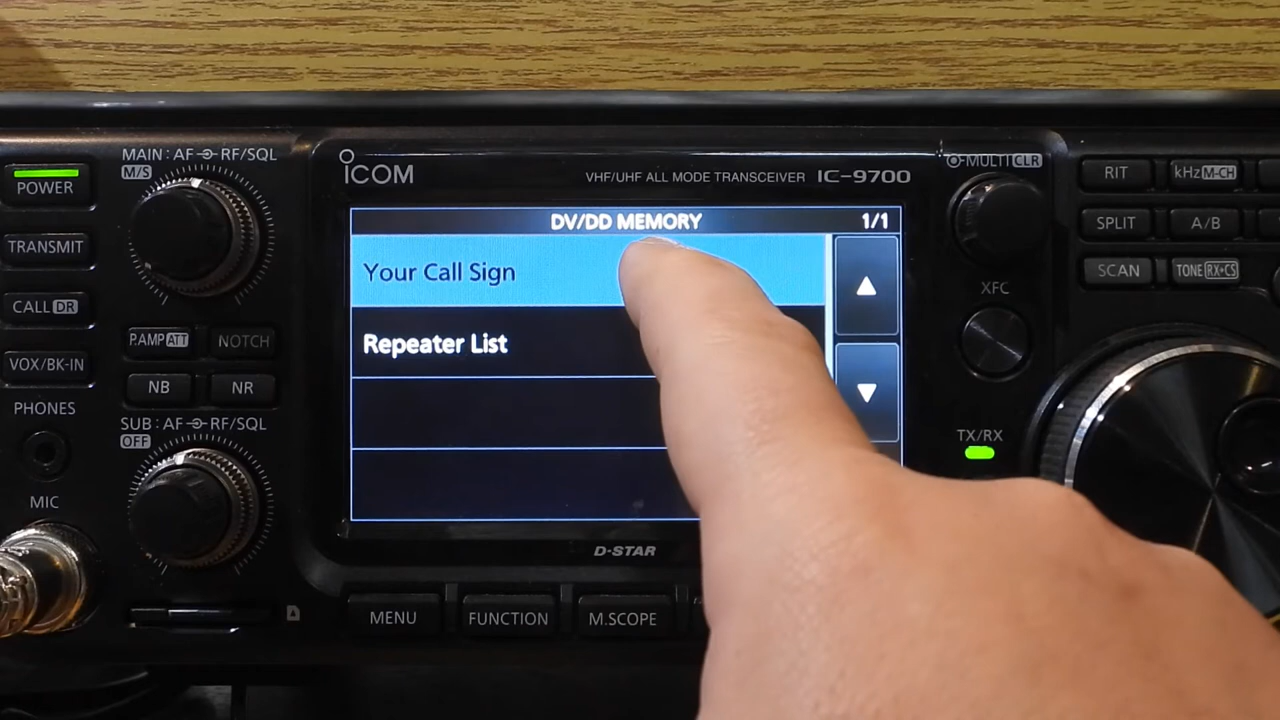 POWER
TRANSMIT
CALL DR
VOX/BK-IN
PHONES
MIC
MAIN : AF RF/SQL
M/S
P.AMP ATT
NOTCH
NB
NR
SUB : AF RF/SQL
OFF
ICOM
VHF/UHF ALL MODE TRANSCEIVER IC-9700
DV/DD MEMORY 1/1
Your Call Sign
Repeater List
D-STAR
MENU
FUNCTION
M.SCOPE
MULTI CLR
XFC
TX/RX
RIT
kHz M-CH
SPLIT
A/B
SCAN
TONE RX→CS